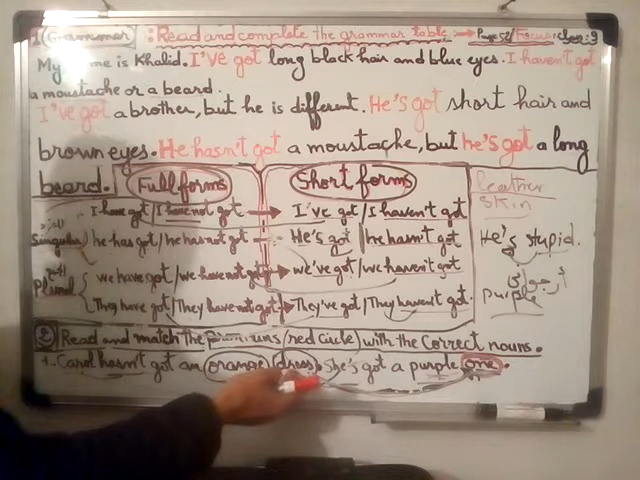 1 Grammar : Read and complete the grammar table → Page 52/Focus
My name is Khalid. I've got long black hair and blue eyes. I haven't got
a moustache or a beard.
I've got a brother, but he is different. He's got short hair and
brown eyes. He hasn't got a moustache, but he's got a long
beard.
Full forms Short forms
I have got/I have not got → I've got/I haven't got
Singular he has got/he has not got He's got/he hasn't got
Plural we have got/we have not got → we've got/we haven't got
They have got/They have not got → They've got/They haven't got.
leather
skin
He's stupid.
أرجواني
purple
2 Read and match the pronouns (red circle) with the correct nouns.
1. Carol hasn't got an orange dress. She's got a purple one.